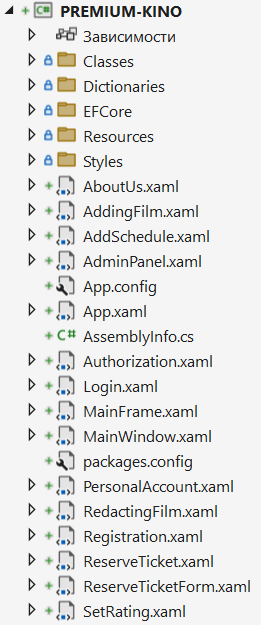 PREMIUM-KINO
Зависимости
Classes
Dictionaries
EFCore
Resources
Styles
AboutUs.xaml
AddingFilm.xaml
AddSchedule.xaml
AdminPanel.xaml
App.config
App.xaml
C# AssemblyInfo.cs
Authorization.xaml
Login.xaml
MainFrame.xaml
MainWindow.xaml
packages.config
PersonalAccount.xaml
RedactingFilm.xaml
Registration.xaml
ReserveTicket.xaml
ReserveTicketForm.xaml
SetRating.xaml